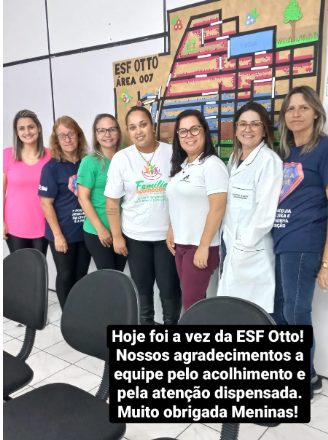 ESF OTTO
ÁREA 007
Família
Hoje foi a vez da ESF Otto!
Nossos agradecimentos a
equipe pelo acolhimento e
pela atenção dispensada.
Muito obrigada Meninas!